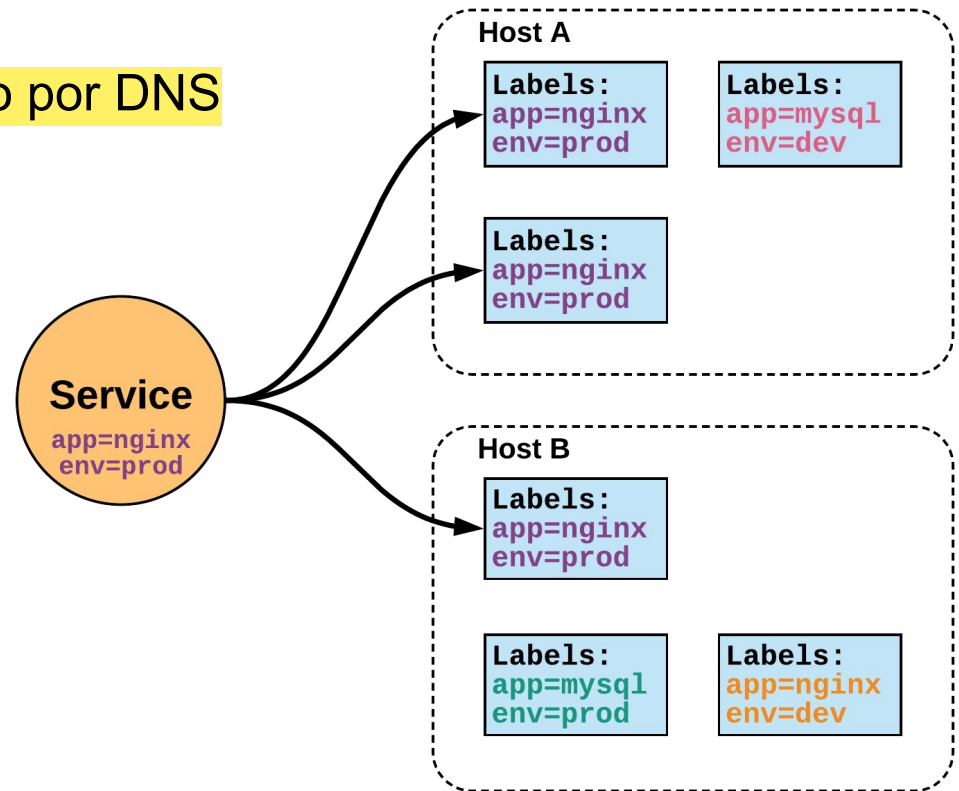 o por DNS
Host A
Labels:
app=nginx
env=prod
Labels:
app=mysql
env=dev
Labels:
app=nginx
env=prod
Service
app=nginx
env=prod
Host B
Labels:
app=nginx
env=prod
Labels:
app=mysql
env=prod
Labels:
app=nginx
env=dev